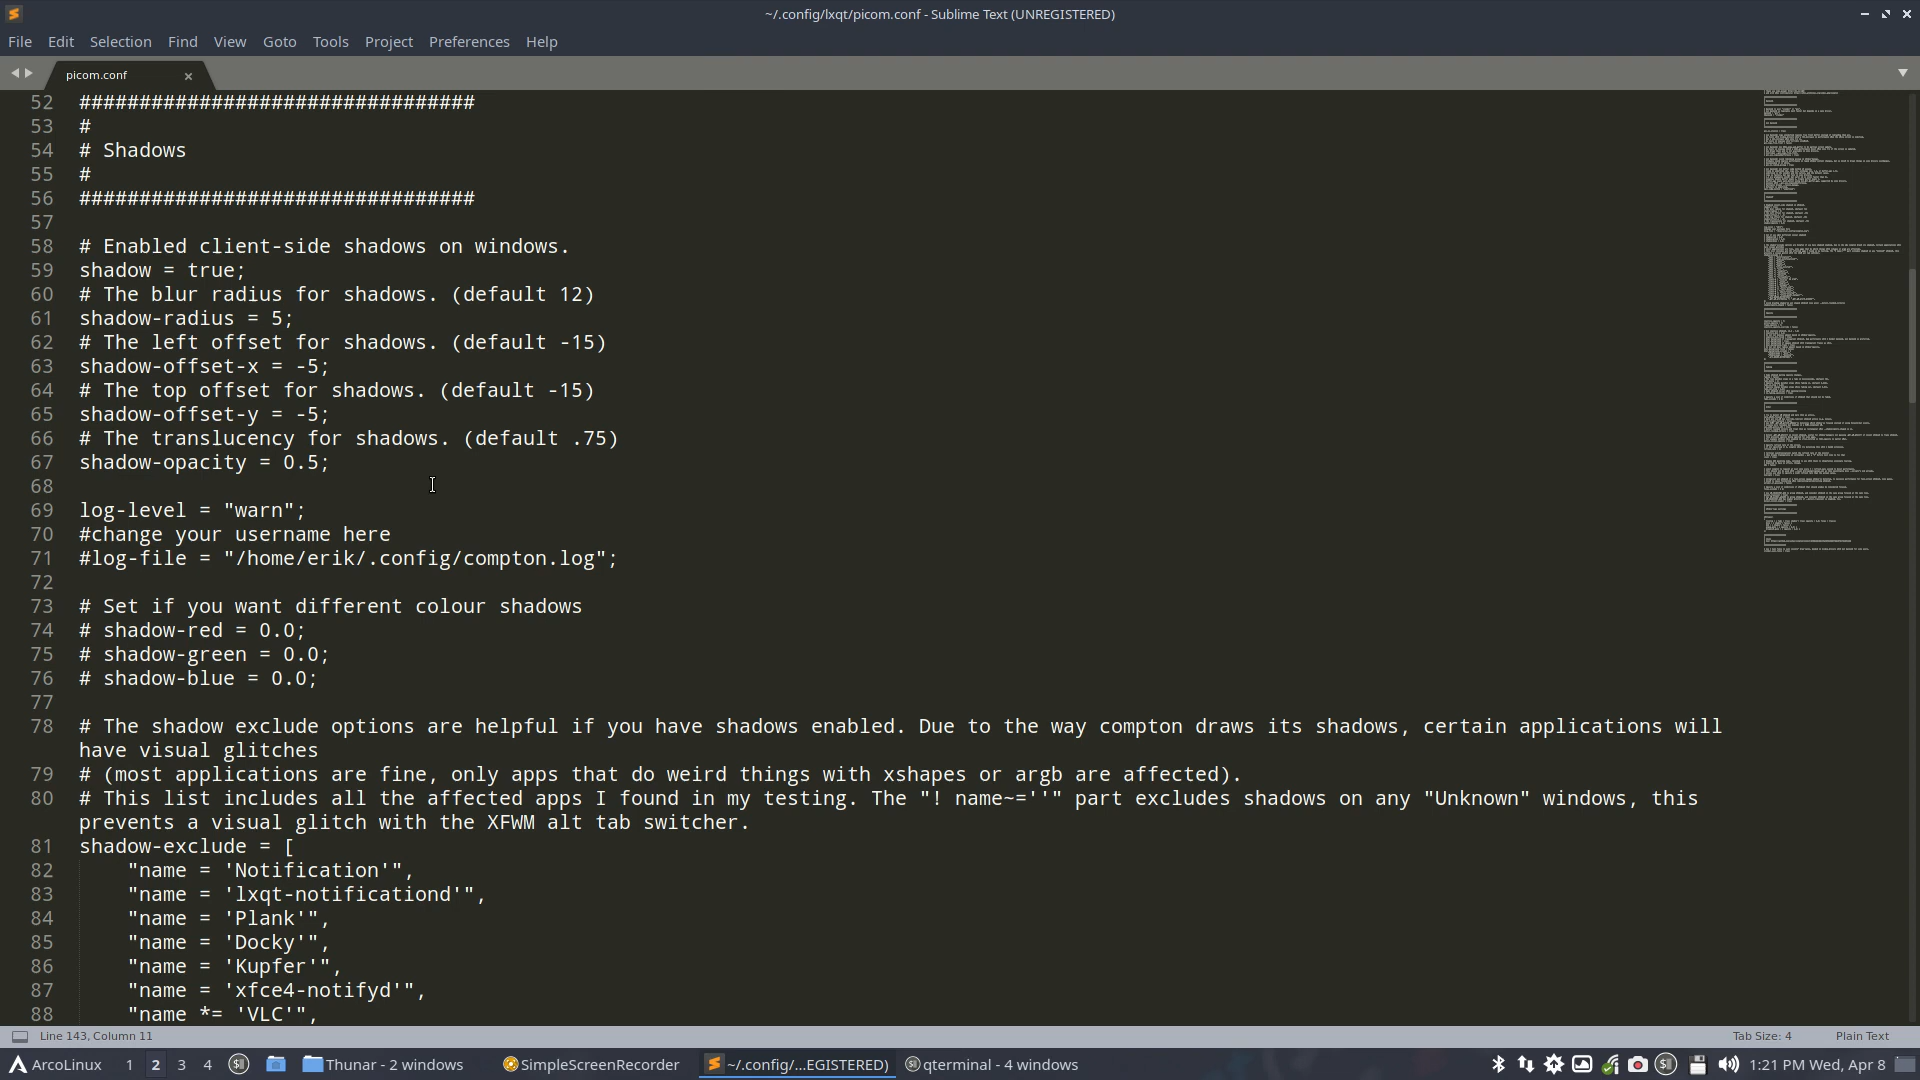 ~/.config/lxqt/picom.conf - Sublime Text (UNREGISTERED)
File Edit Selection Find View Goto Tools Project Preferences Help
picom.conf
52 #################################
53 #
54 # Shadows
55 #
56 #################################
57
58 # Enabled client-side shadows on windows.
59 shadow = true;
60 # The blur radius for shadows. (default 12)
61 shadow-radius = 5;
62 # The left offset for shadows. (default -15)
63 shadow-offset-x = -5;
64 # The top offset for shadows. (default -15)
65 shadow-offset-y = -5;
66 # The translucency for shadows. (default .75)
67 shadow-opacity = 0.5;
68
69 log-level = "warn";
70 #change your username here
71 #log-file = "/home/erik/.config/compton.log";
72
73 # Set if you want different colour shadows
74 # shadow-red = 0.0;
75 # shadow-green = 0.0;
76 # shadow-blue = 0.0;
77
78 # The shadow exclude options are helpful if you have shadows enabled. Due to the way compton draws its shadows, certain applications will
have visual glitches
79 # (most applications are fine, only apps that do weird things with xshapes or argb are affected).
80 # This list includes all the affected apps I found in my testing. The "! name~=''" part excludes shadows on any "Unknown" windows, this
prevents a visual glitch with the XFWM alt tab switcher.
81 shadow-exclude = [
82 "name = 'Notification'",
83 "name = 'lxqt-notificationd'",
84 "name = 'Plank'",
85 "name = 'Docky'",
86 "name = 'Kupfer'",
87 "name = 'xfce4-notifyd'",
88 "name *= 'VLC'",
Line 143, Column 11 Tab Size: 4 Plain Text
ArcoLinux 1 2 3 4 Thunar - 2 windows SimpleScreenRecorder ~/.config/...EGISTERED) qterminal - 4 windows 1:21 PM Wed, Apr 8